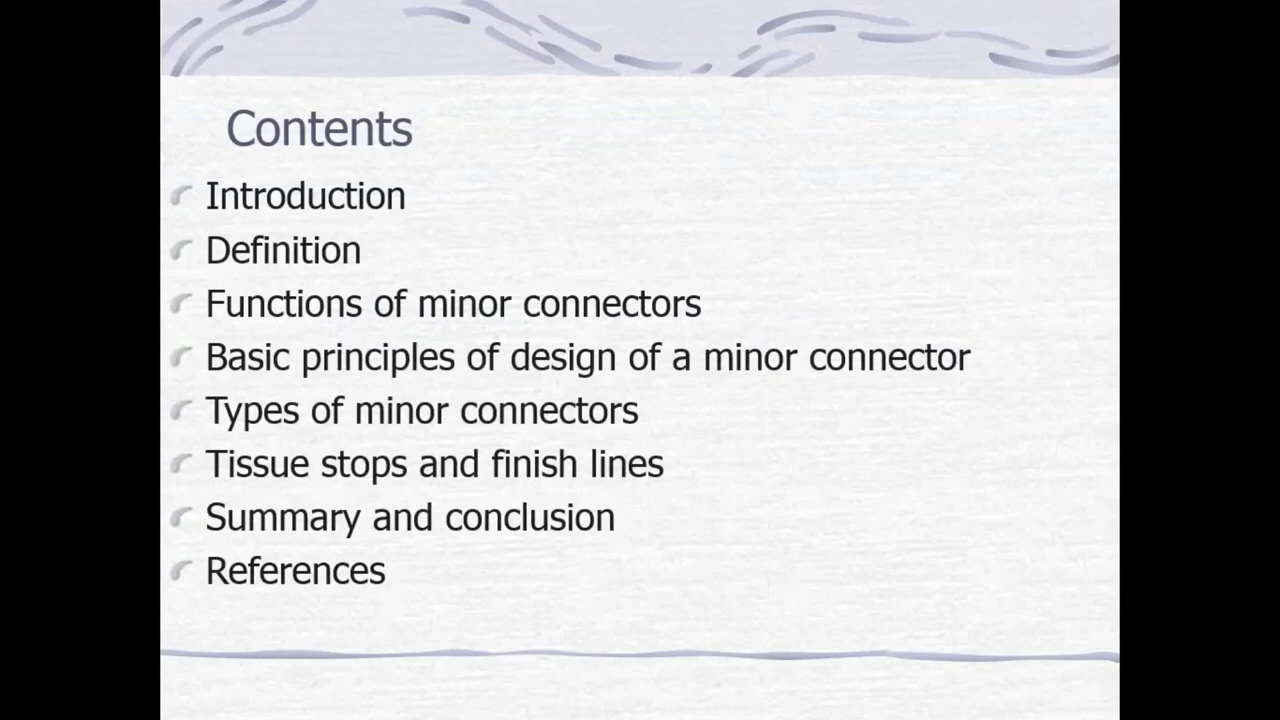 Contents
Introduction
Definition
Functions of minor connectors
Basic principles of design of a minor connector
Types of minor connectors
Tissue stops and finish lines
Summary and conclusion
References